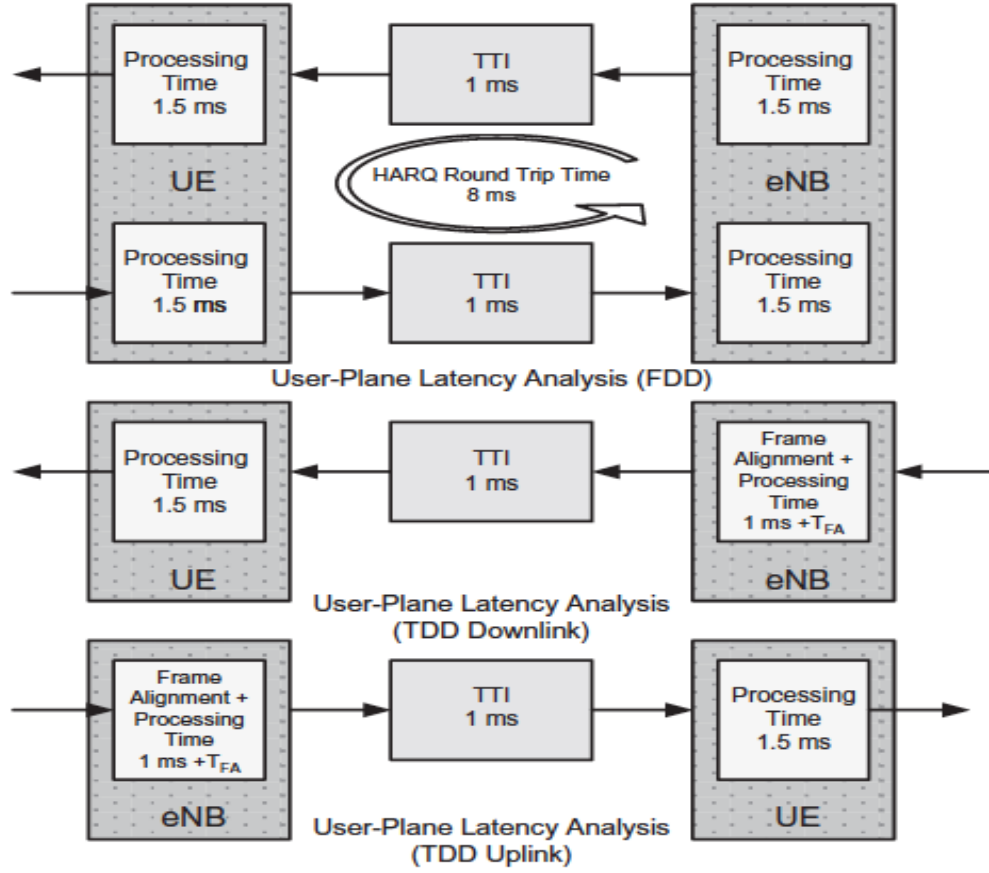 Processing
Time
1.5 ms
TTI
1 ms
Processing
Time
1.5 ms
UE
HARQ Round Trip Time
8 ms
eNB
Processing
Time
1.5 ms
TTI
1 ms
Processing
Time
1.5 ms
User-Plane Latency Analysis (FDD)
Processing
Time
1.5 ms
TTI
1 ms
Frame
Alignment +
Processing
Time
1 ms +T_FA
UE
eNB
User-Plane Latency Analysis
(TDD Downlink)
Frame
Alignment +
Processing
Time
1 ms +T_FA
TTI
1 ms
Processing
Time
1.5 ms
eNB
UE
User-Plane Latency Analysis
(TDD Uplink)